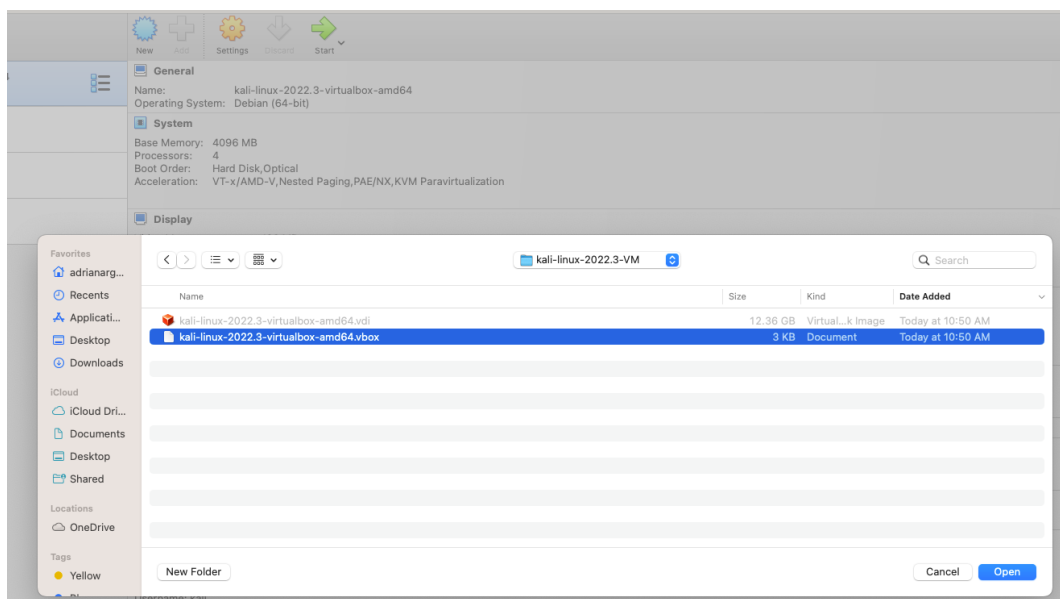 New Add Settings Discard Start
General
Name: kali-linux-2022.3-virtualbox-amd64
Operating System: Debian (64-bit)
System
Base Memory: 4096 MB
Processors: 4
Boot Order: Hard Disk,Optical
Acceleration: VT-x/AMD-V,Nested Paging,PAE/NX,KVM Paravirtualization
Display
Favorites
adrianarg...
Recents
Applicati...
Desktop
Downloads
iCloud
iCloud Dri...
Documents
Desktop
Shared
Locations
OneDrive
Tags
Yellow
kali-linux-2022.3-VM
Search
Name Size Kind Date Added
kali-linux-2022.3-virtualbox-amd64.vdi 12.36 GB Virtual...k Image Today at 10:50 AM
kali-linux-2022.3-virtualbox-amd64.vbox 3 KB Document Today at 10:50 AM
New Folder Cancel Open